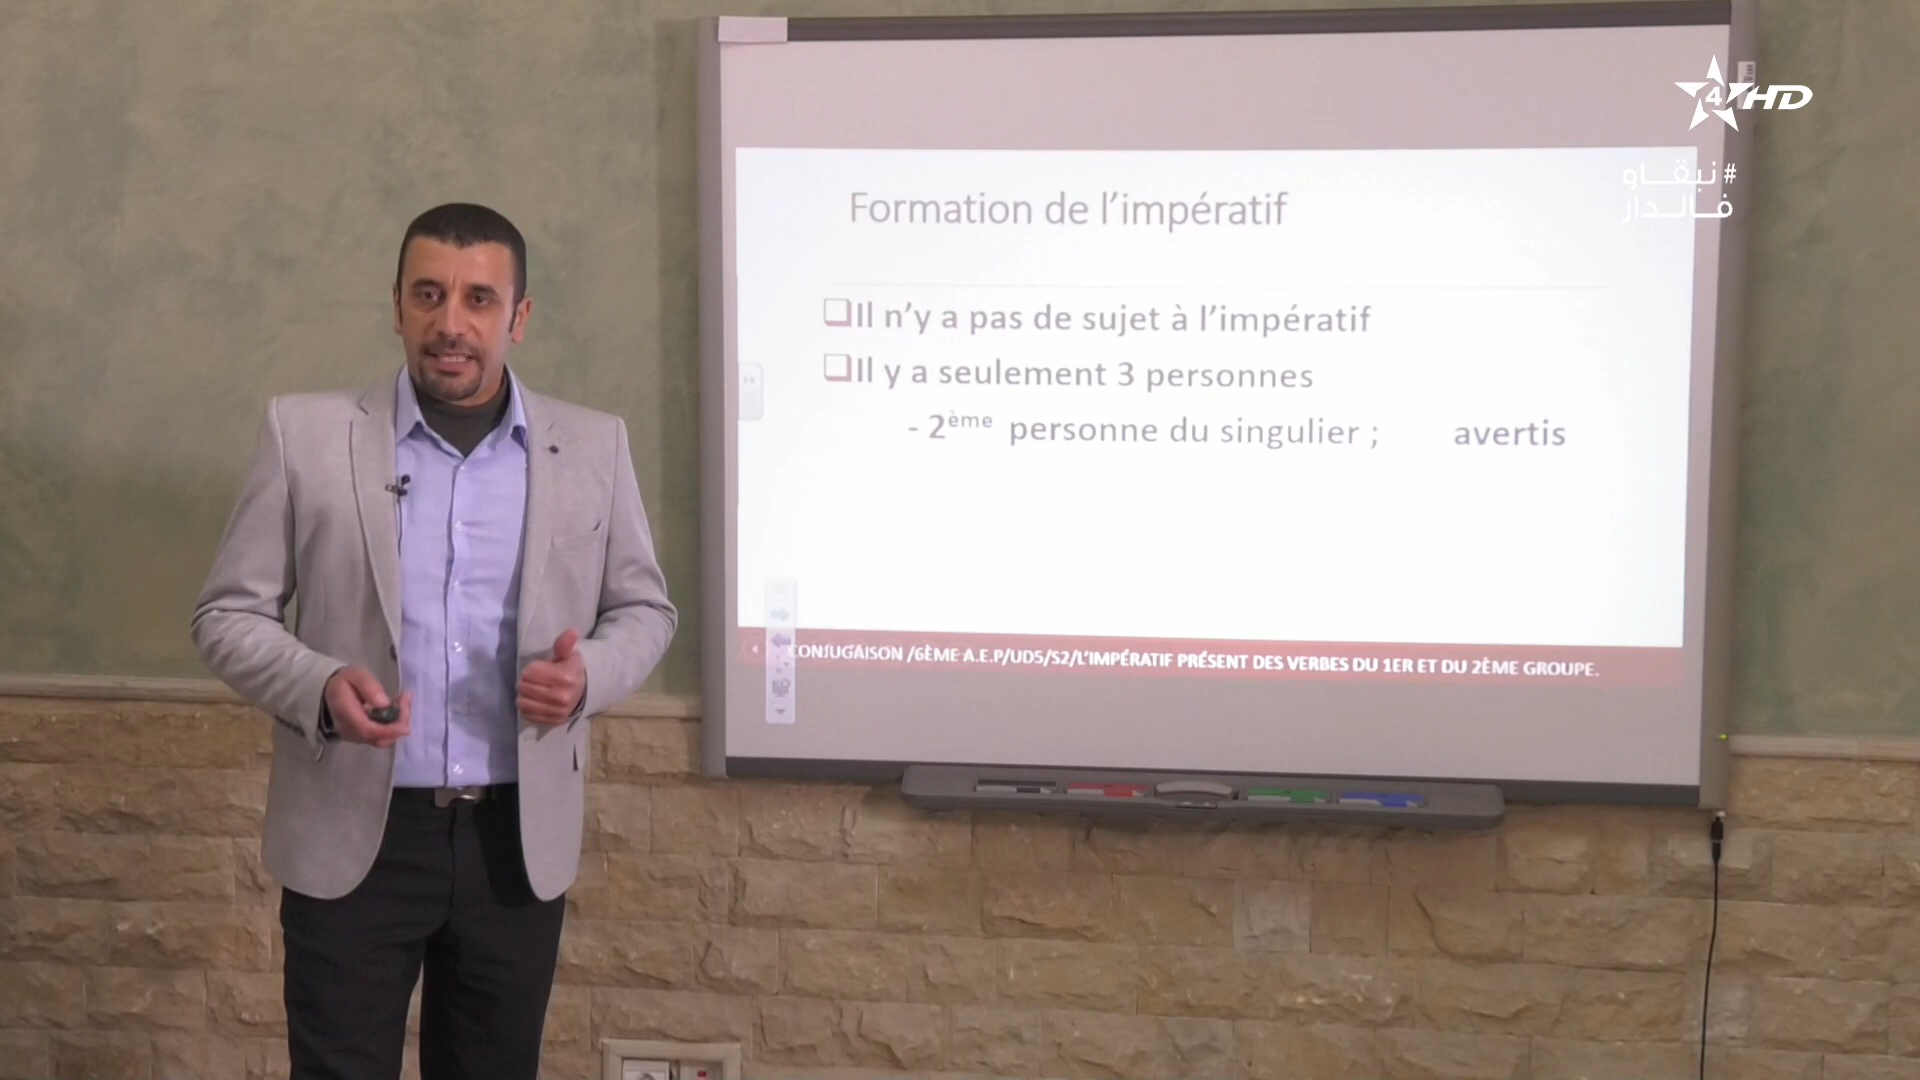 4 HD
#نبقاو
فالدار
Formation de l'impératif
❑Il n'y a pas de sujet à l'impératif
❑Il y a seulement 3 personnes
- 2ème personne du singulier ; avertis
CONJUGAISON /6ÈME A.E.P/UD5/S2/L'IMPÉRATIF PRÉSENT DES VERBES DU 1ER ET DU 2ÈME GROUPE.